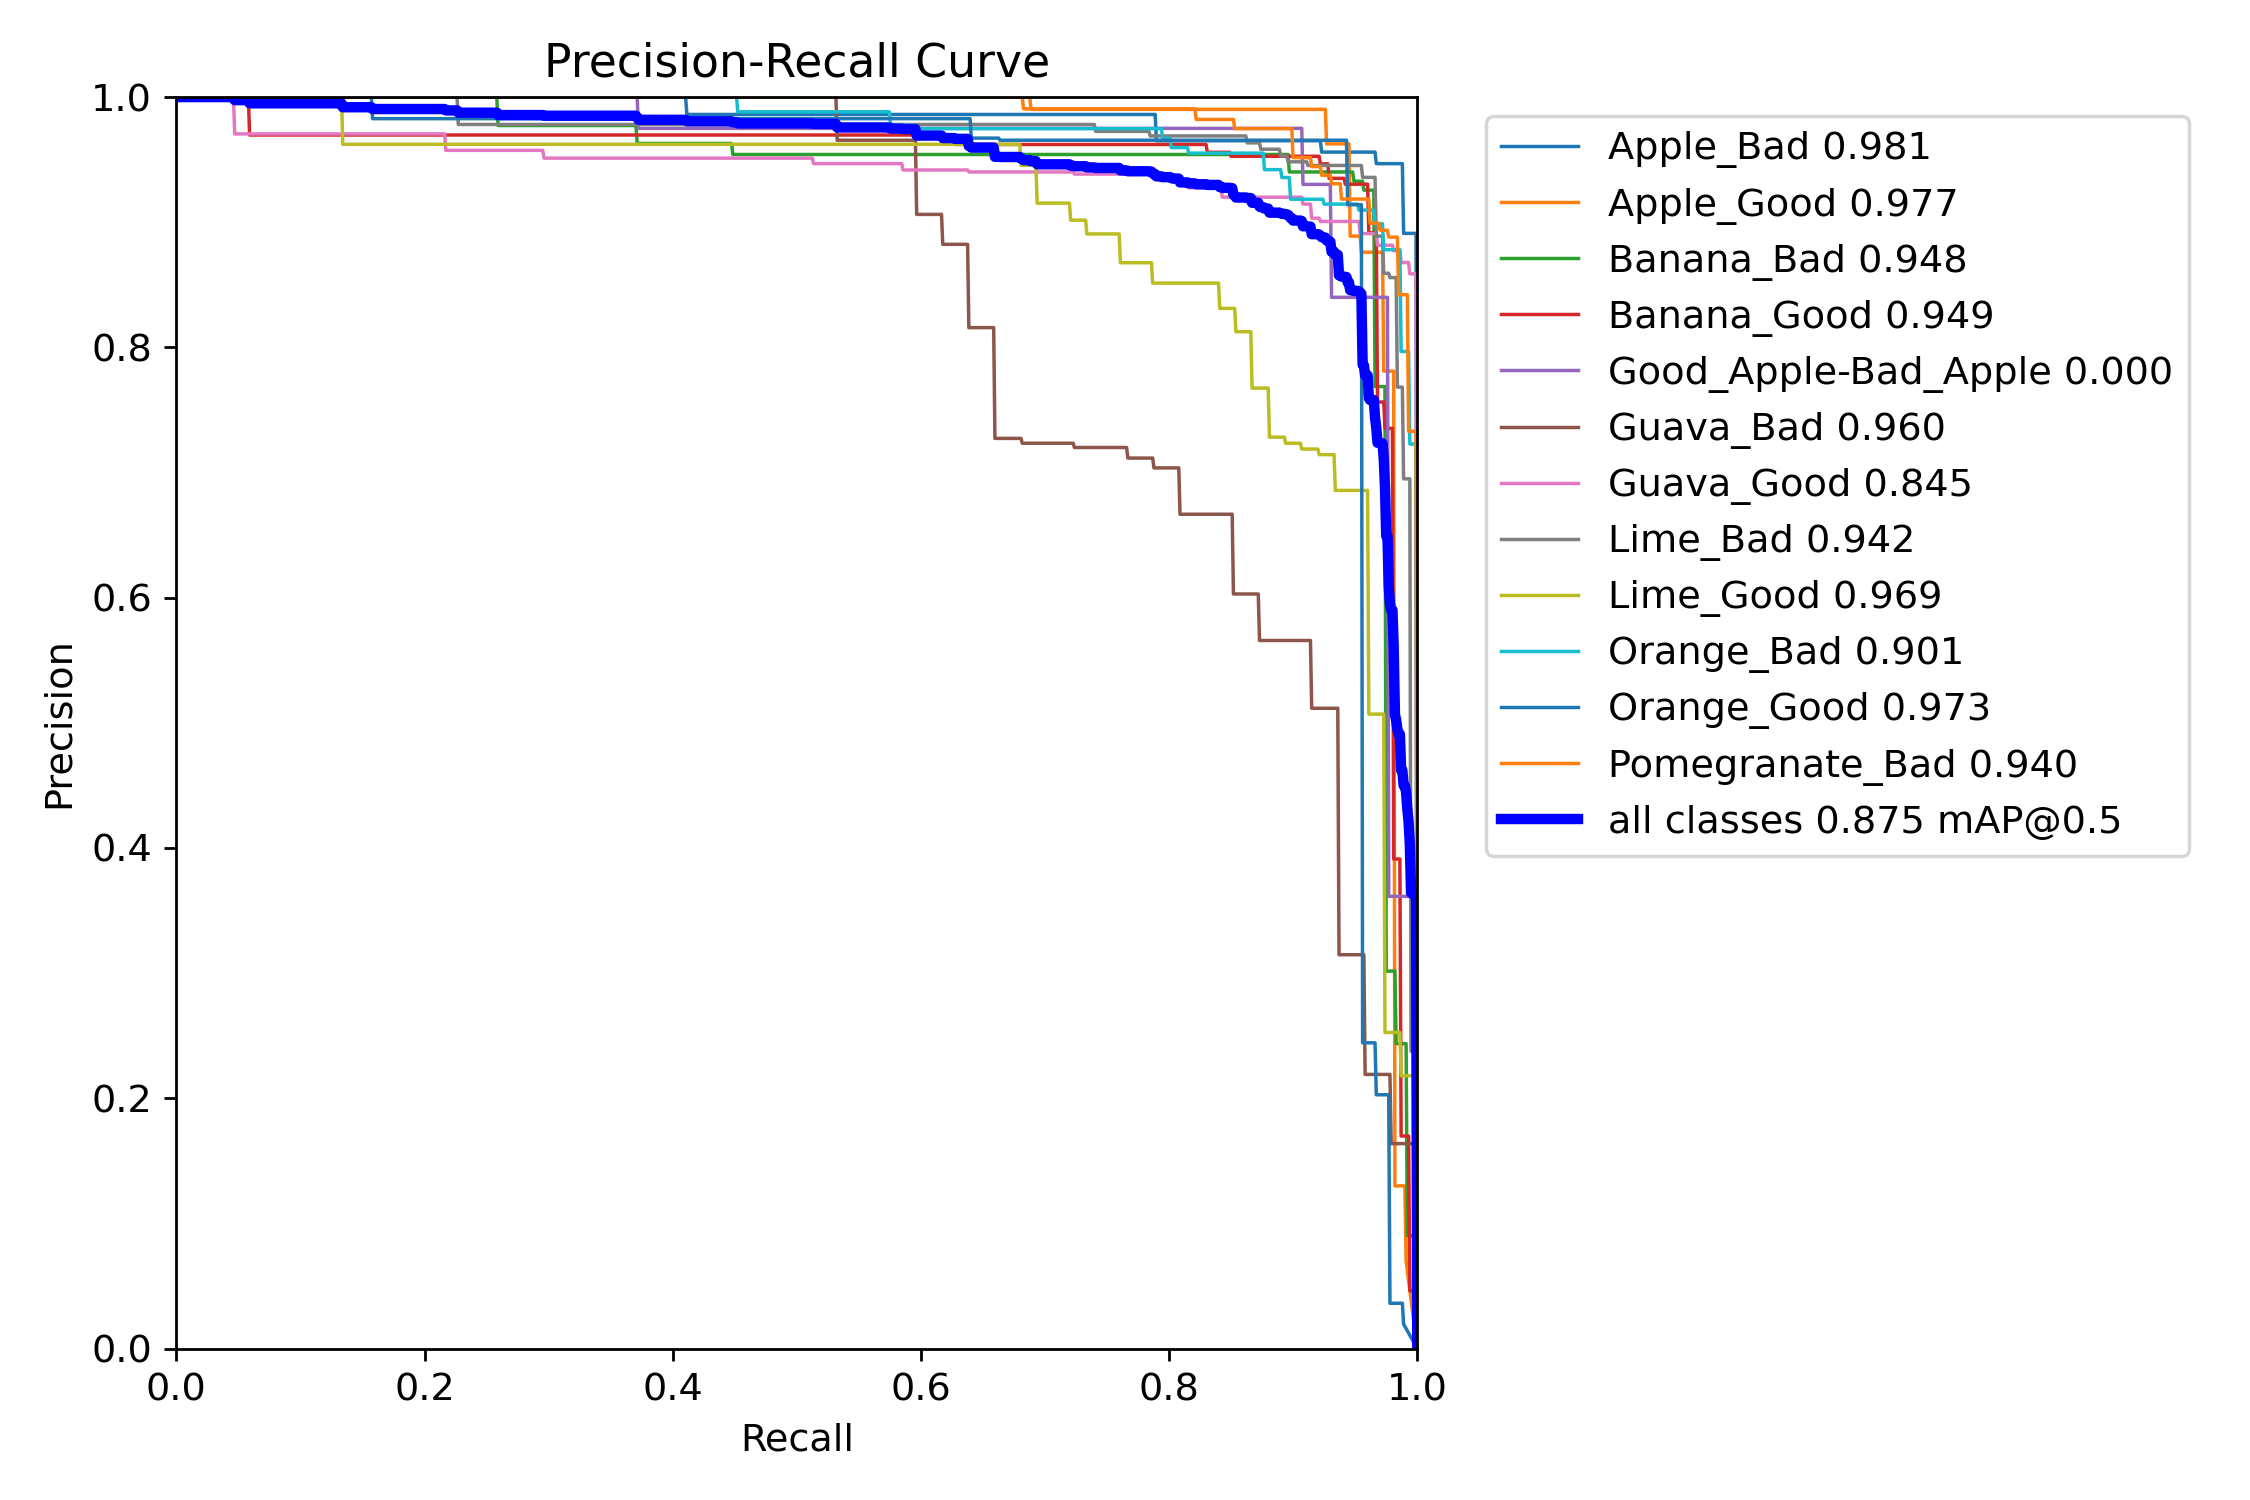 Precision-Recall Curve
1.0
0.8
0.6
0.4
0.2
0.0
Precision
0.0 0.2 0.4 0.6 0.8 1.0
Recall
Apple_Bad 0.981
Apple_Good 0.977
Banana_Bad 0.948
Banana_Good 0.949
Good_Apple-Bad_Apple 0.000
Guava_Bad 0.960
Guava_Good 0.845
Lime_Bad 0.942
Lime_Good 0.969
Orange_Bad 0.901
Orange_Good 0.973
Pomegranate_Bad 0.940
all classes 0.875 mAP@0.5